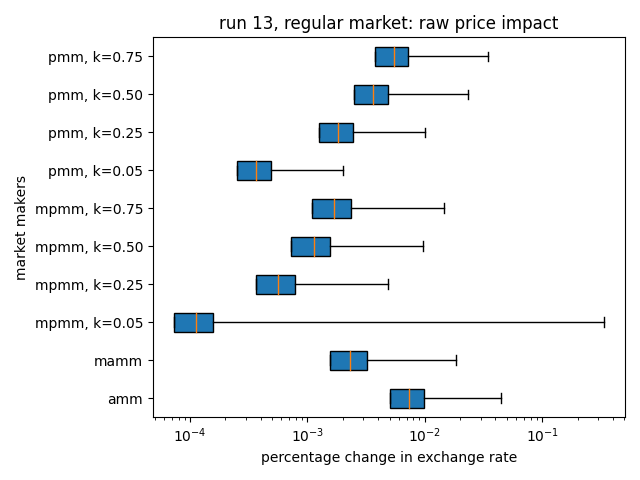 run 13, regular market: raw price impact
pmm, k=0.75
pmm, k=0.50
pmm, k=0.25
pmm, k=0.05
mpmm, k=0.75
mpmm, k=0.50
mpmm, k=0.25
mpmm, k=0.05
mamm
amm
market makers
10⁻⁴ 10⁻³ 10⁻² 10⁻¹
percentage change in exchange rate